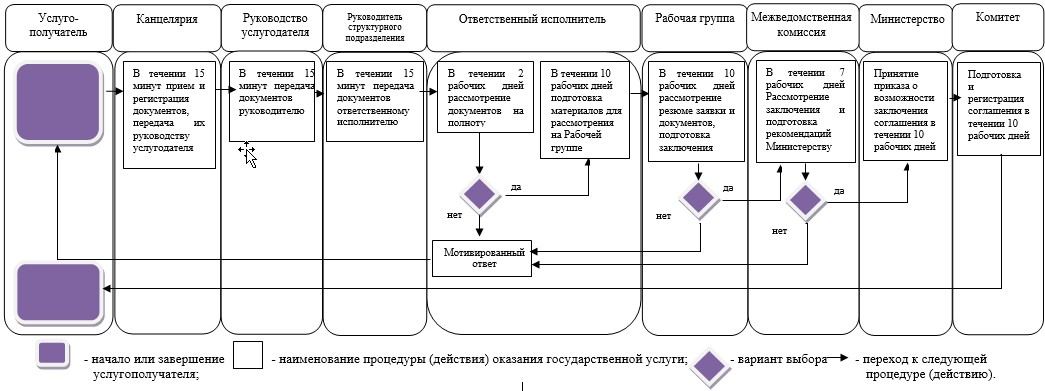 Услуго-
получатель
Канцелярия
Руководство
услугодателя
Руководитель
структурного
подразделения
Ответственный исполнитель
Рабочая группа
Межведомственная
комиссия
Министерство
Комитет
В течении 15
минут прием и
регистрация
документов,
передача их
руководству
услугодателя
В течении 15
минут передача
документов
руководителю
В течении 15
минут передача
документов
ответственному
исполнителю
В течении 2
рабочих дней
рассмотрение
документов на
полноту
В течении 10
рабочих дней
подготовка
материалов для
рассмотрения
на Рабочей
группе
В течении 10
рабочих дней
рассмотрение
резюме заявки и
документов,
подготовка
заключения
В течении 7
рабочих дней
Рассмотрение
заключения и
подготовка
рекомендаций
Министерству
Принятие
приказа о
возможности
заключения
соглашения в
течении 10
рабочих дней
Подготовка
и
регистрация
соглашения в
течении 10
рабочих дней
да
да
да
нет
нет
нет
Мотивированный
ответ
- начало или завершение
услугополучателя;
- наименование процедуры (действия) оказания государственной услуги;
- вариант выбора
- переход к следующей
процедуре (действию).